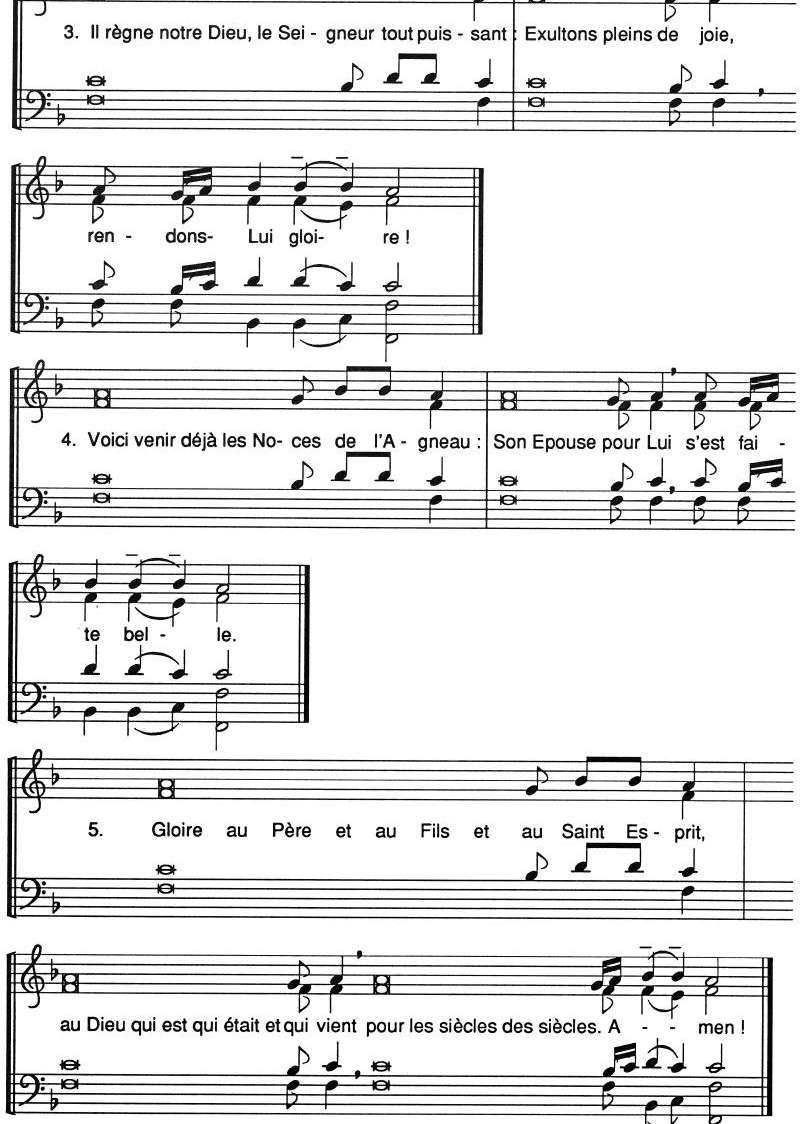 3. Il règne notre Dieu, le Sei - gneur tout puis - sant : Exultons pleins de joie,
ren - dons- Lui gloi- re !
4. Voici venir déjà les No- ces de l'A - gneau : Son Epouse pour Lui s'est fai -
te bel - le.
5. Gloire au Père et au Fils et au Saint Es - prit,
au Dieu qui est qui était et qui vient pour les siècles des siècles. A - - men !